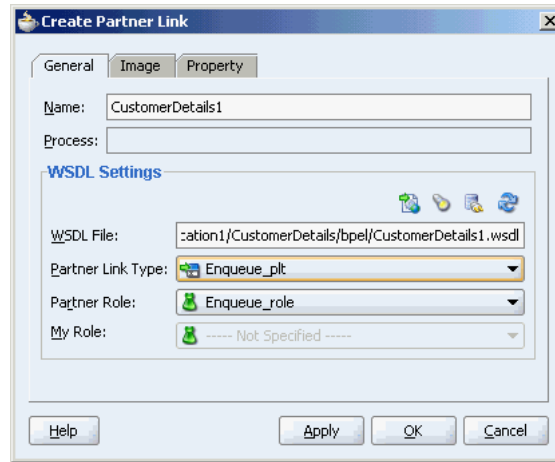 Create Partner Link
General Image Property
Name: CustomerDetails1
Process:
WSDL Settings
WSDL File: :ation1/CustomerDetails/bpel/CustomerDetails1.wsdl
Partner Link Type: Enqueue_plt
Partner Role: Enqueue_role
My Role: ----- Not Specified -----
Help Apply OK Cancel